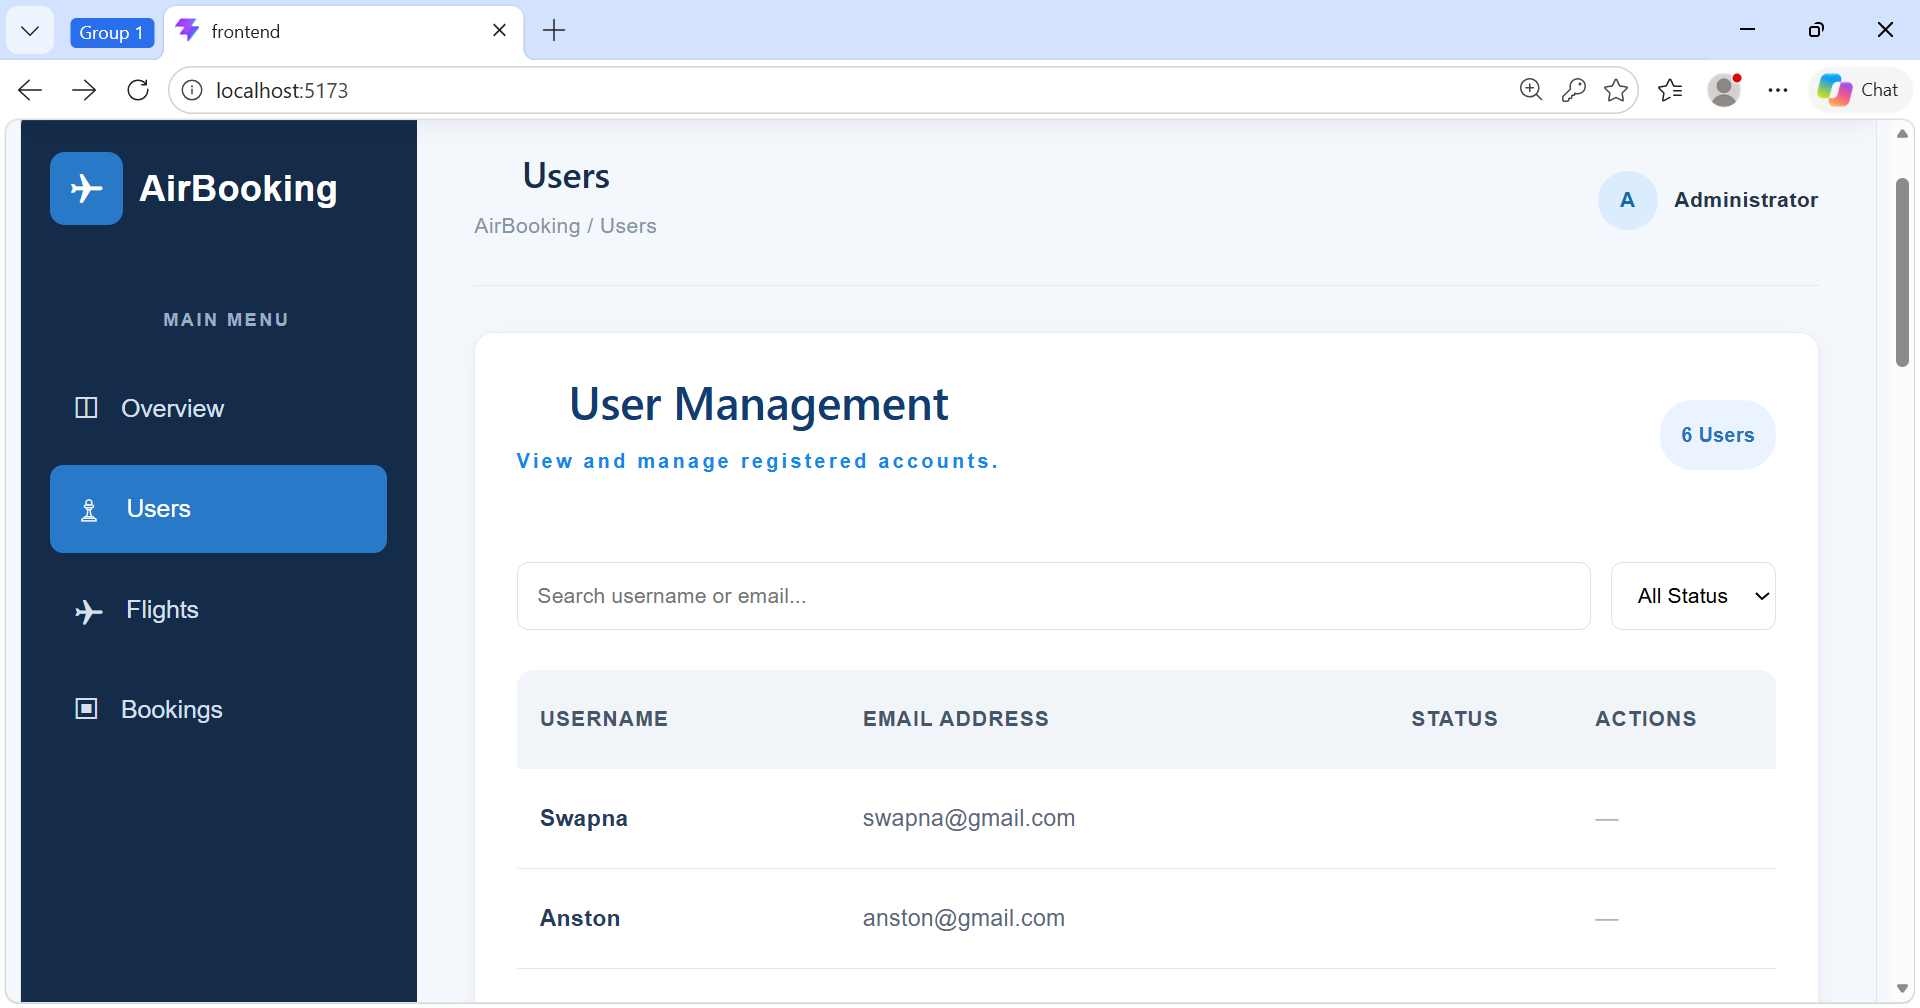 Group 1
frontend
localhost:5173
Chat
AirBooking
MAIN MENU
Overview
Users
Flights
Bookings
Users
AirBooking / Users
A
Administrator
User Management
View and manage registered accounts.
6 Users
Search username or email...
All Status
USERNAME EMAIL ADDRESS STATUS ACTIONS
Swapna swapna@gmail.com —
Anston anston@gmail.com —